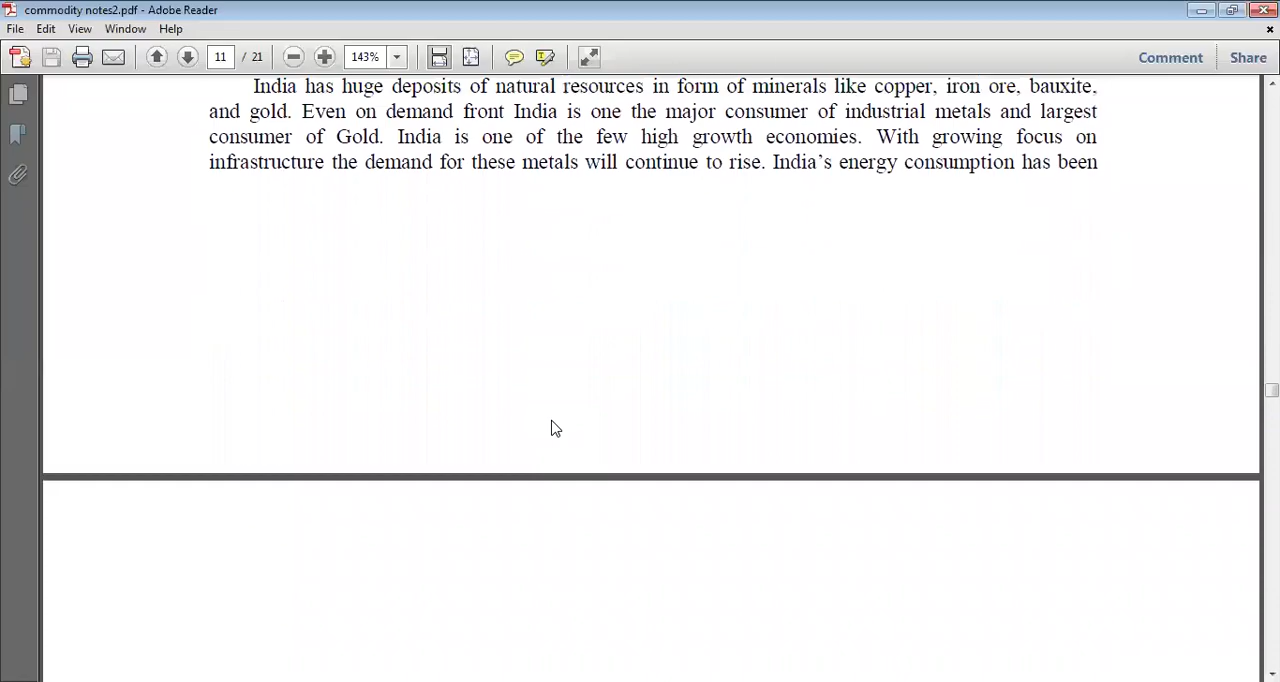 commodity notes2.pdf - Adobe Reader
File Edit View Window Help
11 / 21 143% Comment Share
India has huge deposits of natural resources in form of minerals like copper, iron ore, bauxite,
and gold. Even on demand front India is one the major consumer of industrial metals and largest
consumer of Gold. India is one of the few high growth economies. With growing focus on
infrastructure the demand for these metals will continue to rise. India’s energy consumption has been